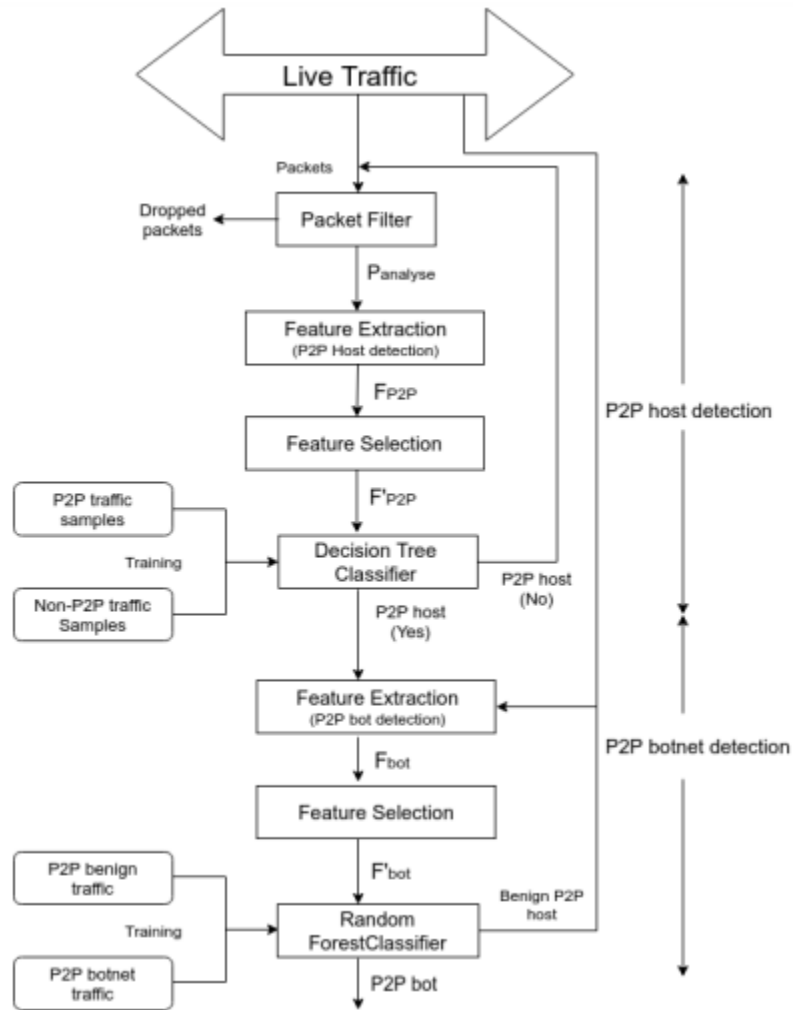 Live Traffic
Packets
Dropped
packets
Packet Filter
Panalyse
Feature Extraction
(P2P Host detection)
FP2P
P2P host detection
Feature Selection
F'P2P
P2P traffic
samples
Training
Decision Tree
Classifier
P2P host
(No)
Non-P2P traffic
Samples
P2P host
(Yes)
Feature Extraction
(P2P bot detection)
P2P botnet detection
Fbot
Feature Selection
F'bot
P2P benign
traffic
Benign P2P
host
Training
Random
ForestClassifier
P2P botnet
traffic
P2P bot